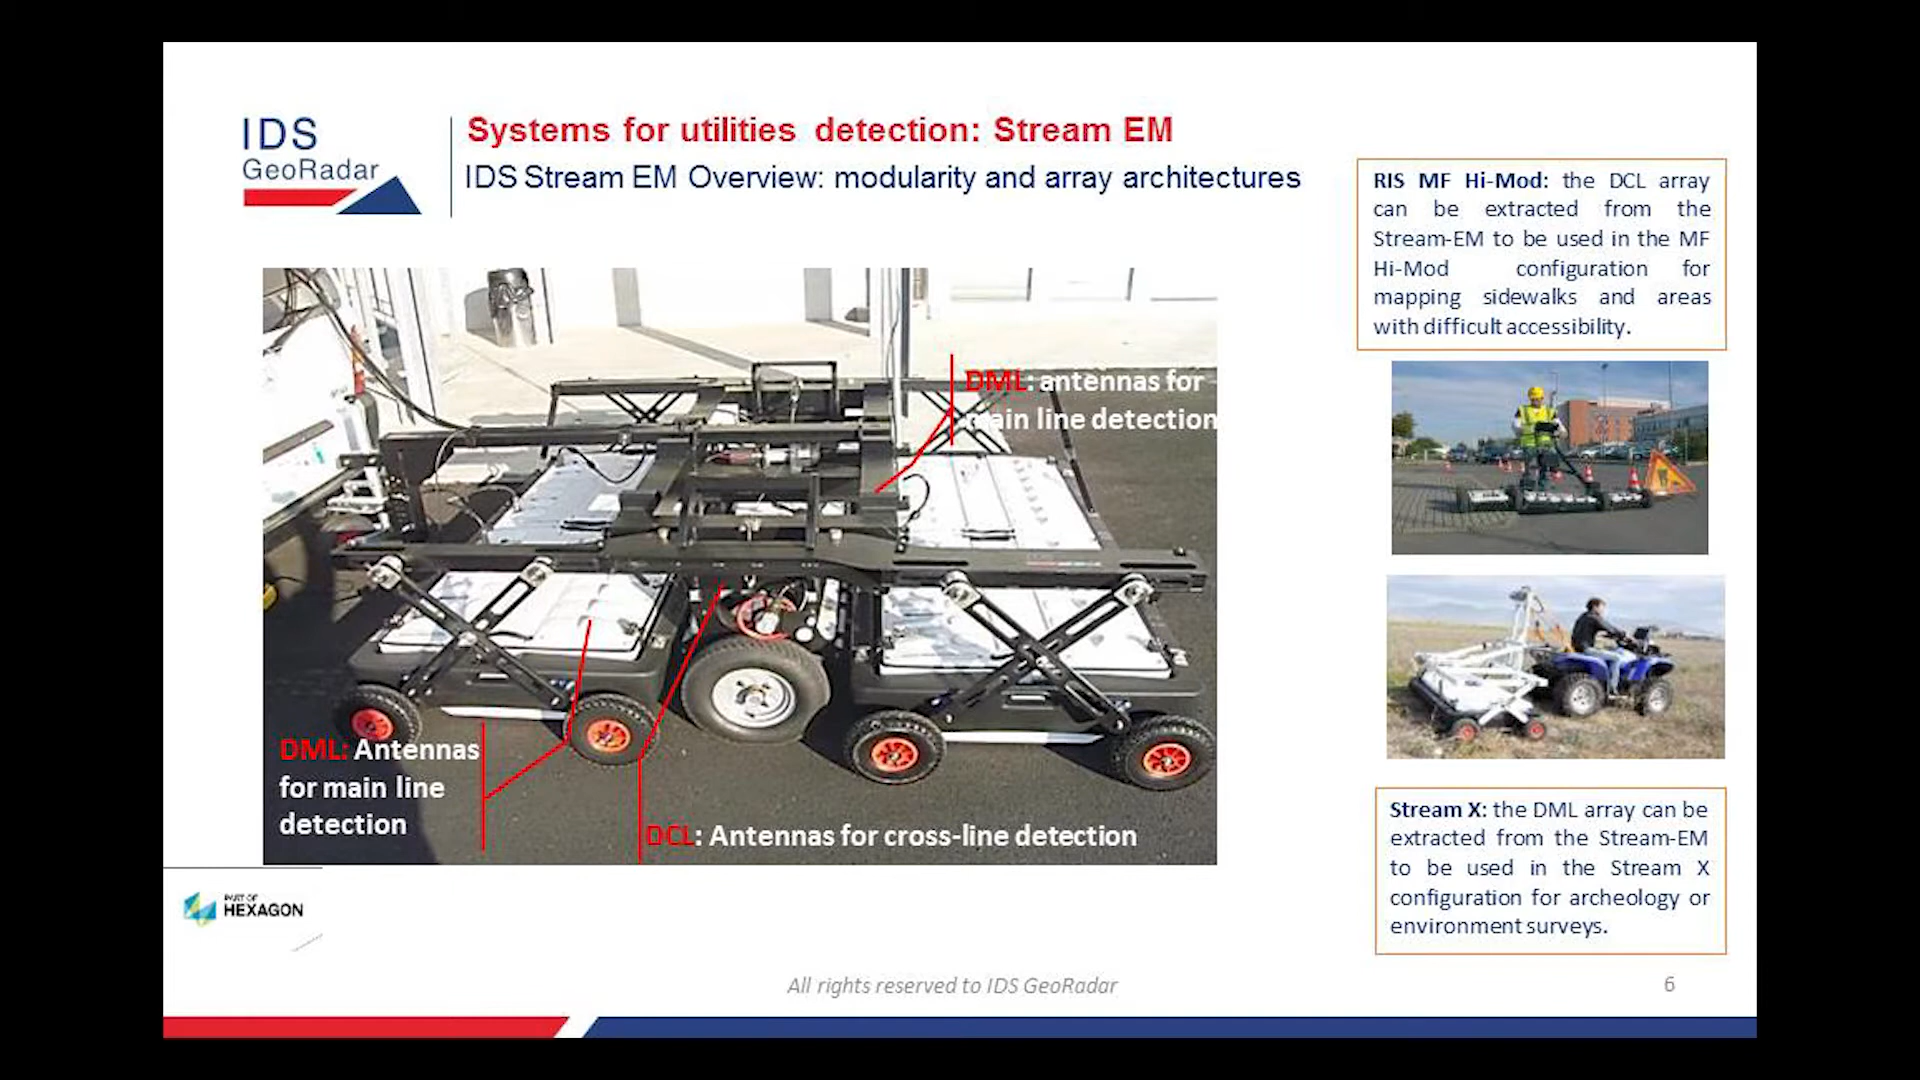 IDS
GeoRadar
Systems for utilities detection: Stream EM
IDS Stream EM Overview: modularity and array architectures
RIS MF Hi-Mod: the DCL array
can be extracted from the
Stream-EM to be used in the MF
Hi-Mod configuration for
mapping sidewalks and areas
with difficult accessibility.
DML: antennas for
main line detection
DML: Antennas
for main line
detection
DCL: Antennas for cross-line detection
Stream X: the DML array can be
extracted from the Stream-EM
to be used in the Stream X
configuration for archeology or
environment surveys.
PART OF
HEXAGON
All rights reserved to IDS GeoRadar
6